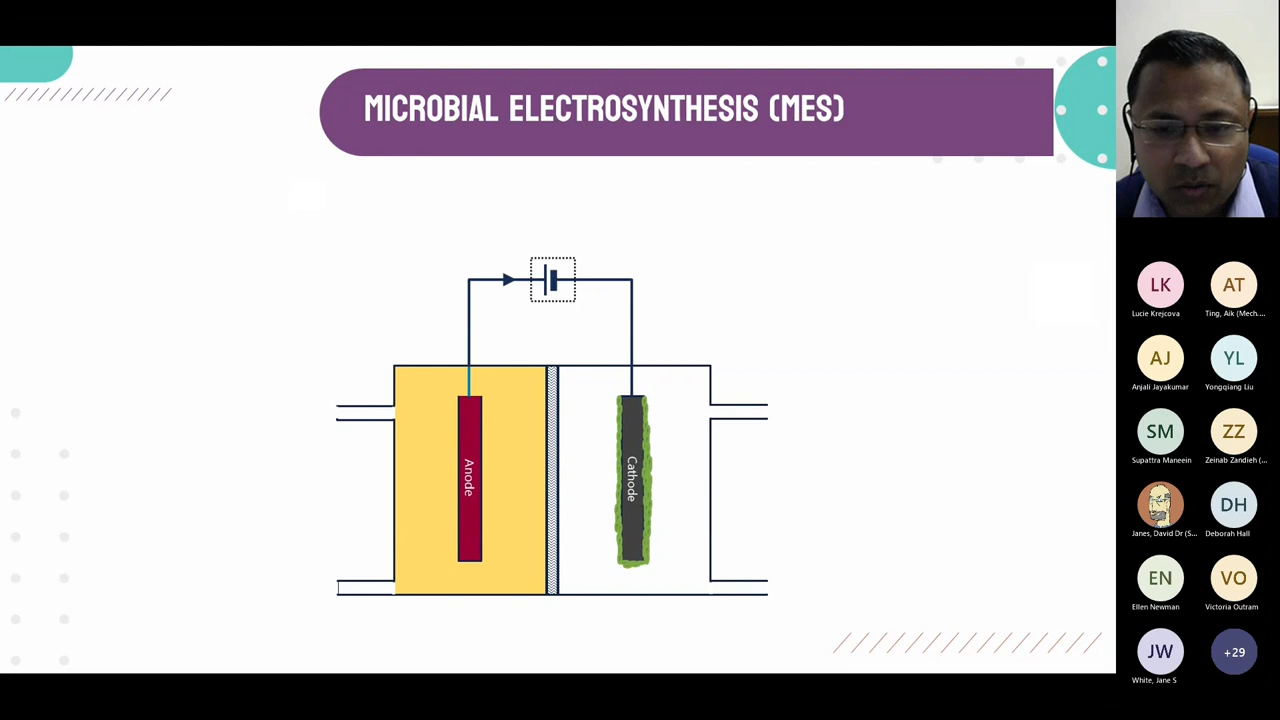 MICROBIAL ELECTROSYNTHESIS (MES)
Anode
Cathode
LK
AT
Lucie Krejcova
Ting, Aik (Mech....
AJ
YL
Anjali Jayakumar
Yongqiang Liu
SM
ZZ
Supattra Maneein
Zeinab Zandieh (...
Janes, David Dr (S...
DH
Deborah Hall
EN
VO
Ellen Newman
Victoria Outram
JW
+29
White, Jane S